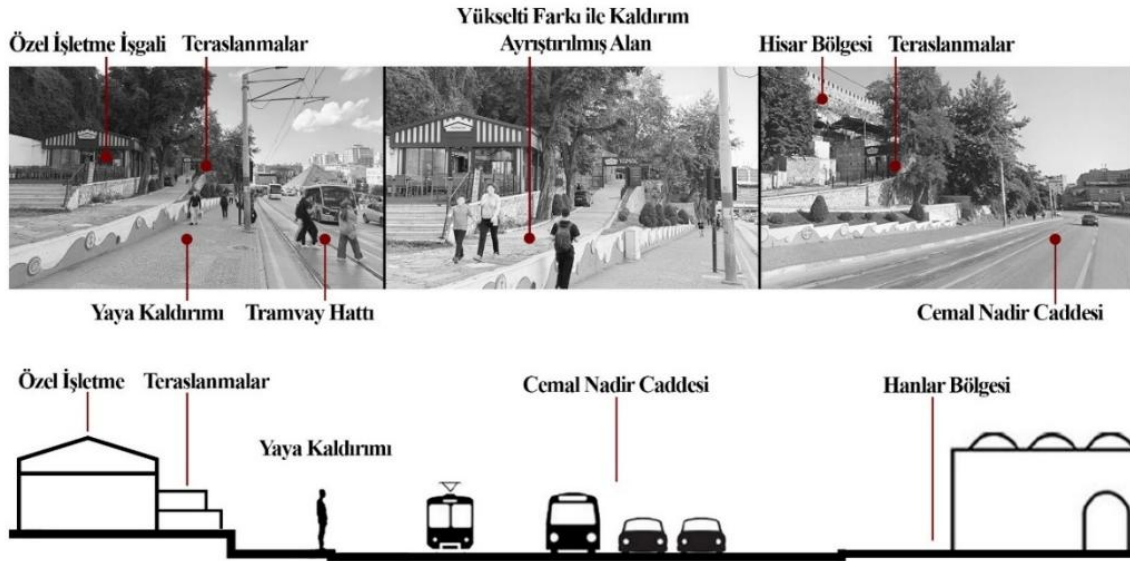 Yükselti Farkı ile Kaldırım
Ayrıştırılmış Alan
Özel İşletme İşgali
Teraslanmalar
Hisar Bölgesi
Teraslanmalar
Yaya Kaldırımı
Tramvay Hattı
Cemal Nadir Caddesi
Özel İşletme
Teraslanmalar
Yaya Kaldırımı
Cemal Nadir Caddesi
Hanlar Bölgesi